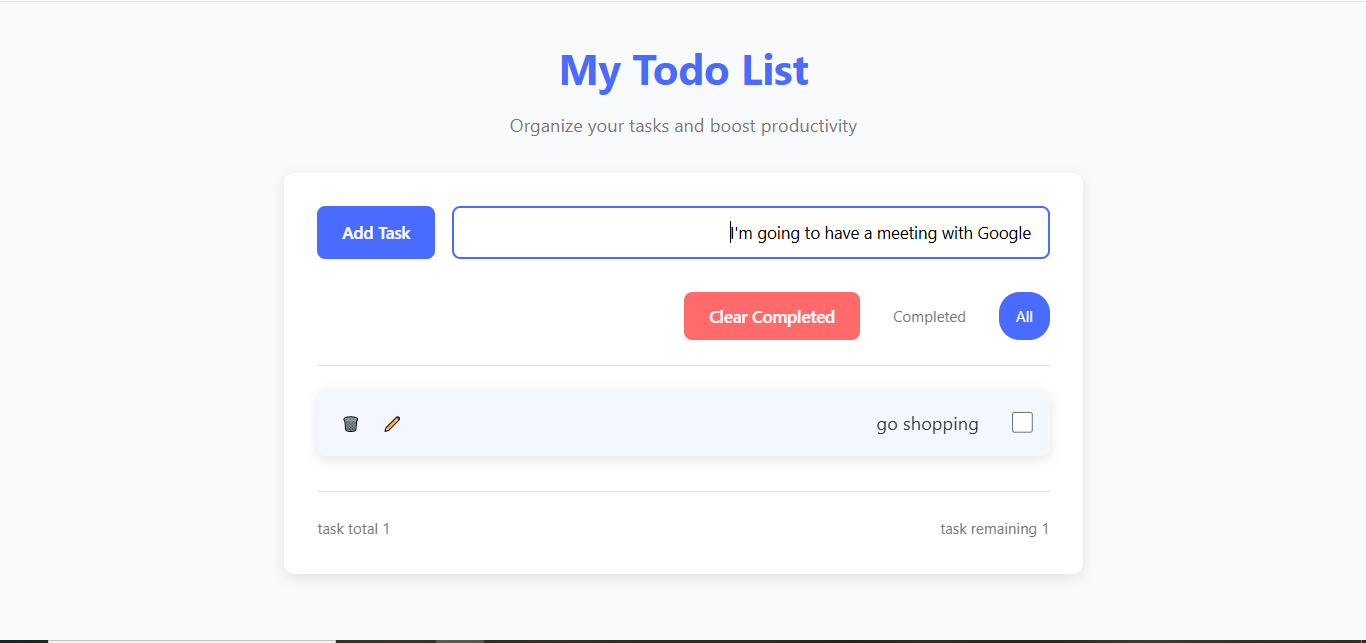 My Todo List
Organize your tasks and boost productivity
Add Task
I'm going to have a meeting with Google
Clear Completed
Completed
All
go shopping
task total 1
task remaining 1